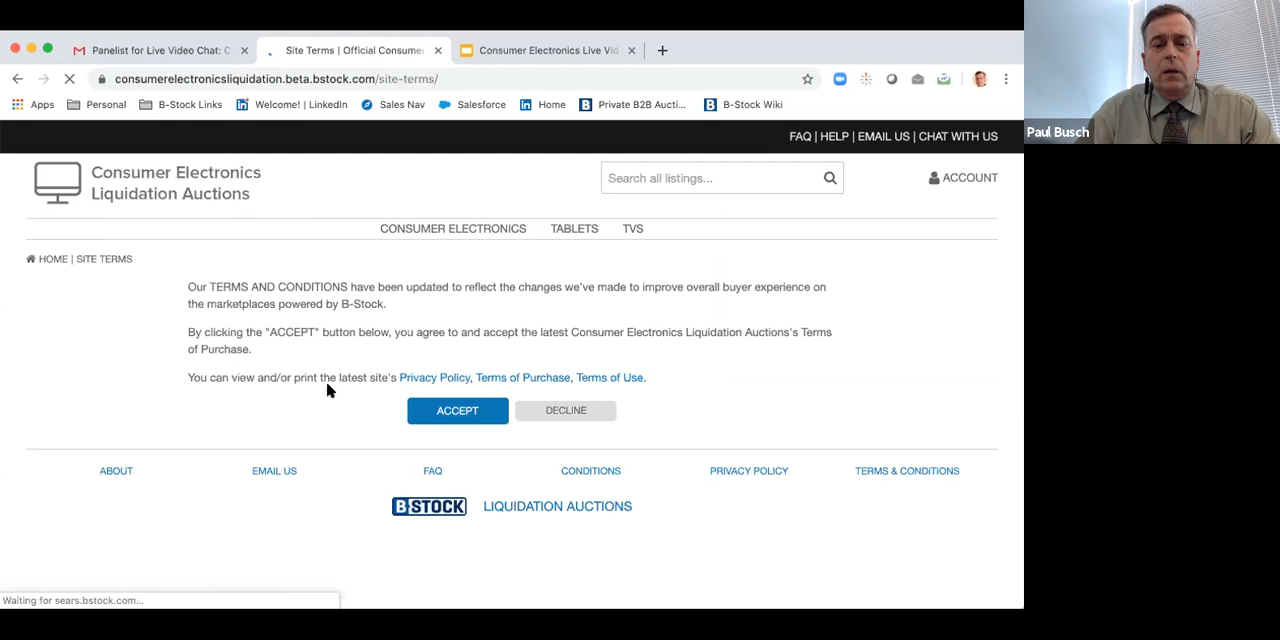 Panelist for Live Video Chat: C
Site Terms | Official Consumer
Consumer Electronics Live Vid
consumerelectronicsliquidation.beta.bstock.com/site-terms/
Apps Personal B-Stock Links Welcome! | LinkedIn Sales Nav Salesforce Home Private B2B Aucti... B-Stock Wiki
Paul Busch
FAQ | HELP | EMAIL US | CHAT WITH US
Consumer Electronics
Liquidation Auctions
Search all listings...
ACCOUNT
CONSUMER ELECTRONICS TABLETS TVS
HOME | SITE TERMS
Our TERMS AND CONDITIONS have been updated to reflect the changes we've made to improve overall buyer experience on
the marketplaces powered by B-Stock.
By clicking the "ACCEPT" button below, you agree to and accept the latest Consumer Electronics Liquidation Auctions's Terms
of Purchase.
You can view and/or print the latest site's Privacy Policy, Terms of Purchase, Terms of Use.
ACCEPT DECLINE
ABOUT EMAIL US FAQ CONDITIONS PRIVACY POLICY TERMS & CONDITIONS
B-STOCK LIQUIDATION AUCTIONS
Waiting for sears.bstock.com...